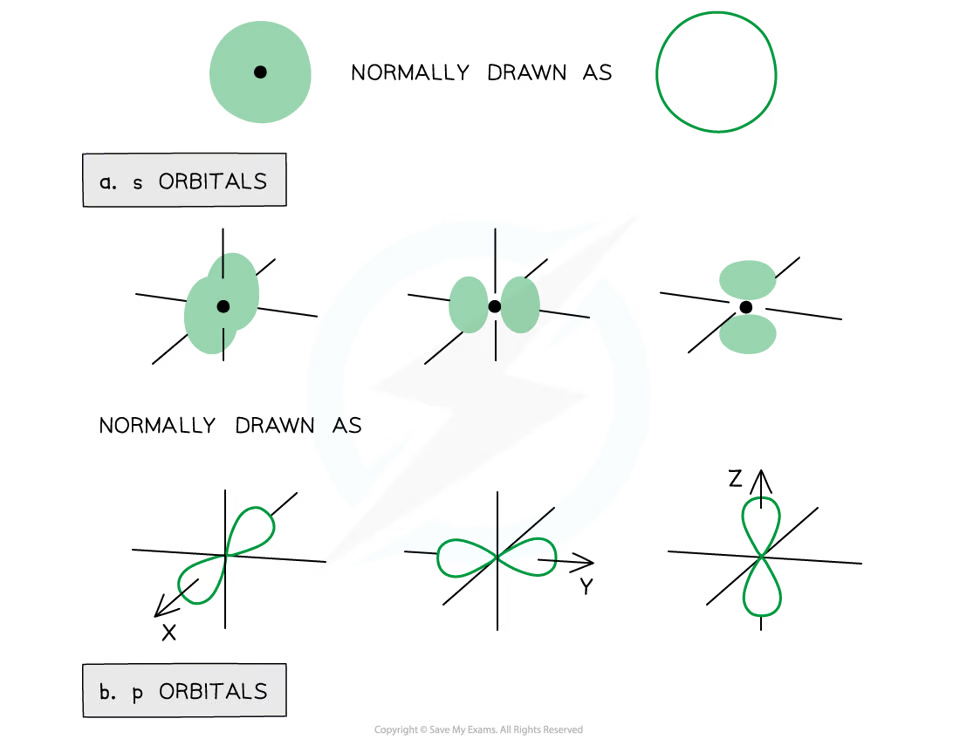 NORMALLY DRAWN AS
a. s ORBITALS
NORMALLY DRAWN AS
Z
Y
X
b. p ORBITALS
Copyright © Save My Exams. All Rights Reserved